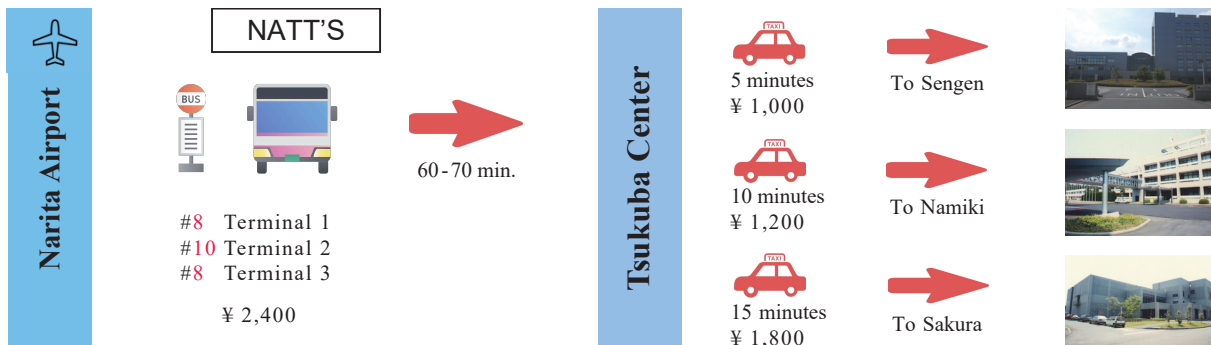 Narita Airport
NATT'S
BUS
60-70 min.
#8 Terminal 1
#10 Terminal 2
#8 Terminal 3
¥ 2,400
Tsukuba Center
TAXI
5 minutes
¥ 1,000
To Sengen
TAXI
10 minutes
¥ 1,200
To Namiki
TAXI
15 minutes
¥ 1,800
To Sakura